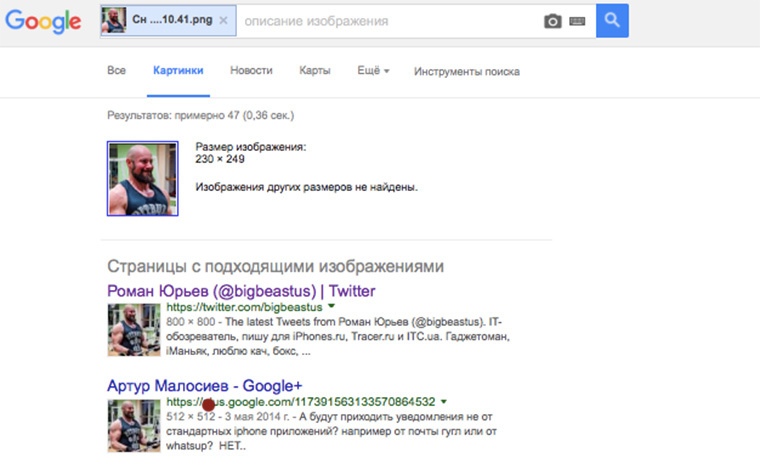 Google Сн ....10.41.png × описание изображения
Все Картинки Новости Карты Ещё Инструменты поиска
Результатов: примерно 47 (0,36 сек.)
Размер изображения:
230 × 249
Изображения других размеров не найдены.
Страницы с подходящими изображениями
Роман Юрьев (@bigbeastus) | Twitter
https://twitter.com/bigbeastus
800 × 800 - The latest Tweets from Роман Юрьев (@bigbeastus). IT-
обозреватель, пишу для iPhones.ru, Tracer.ru и ITC.ua. Гаджетоман,
iМаньяк, люблю кач, бокс, ...
Артур Малосиев - Google+
https://plus.google.com/117391563133570864532
512 × 512 - 3 мая 2014 г. - А будут приходить уведомления не от
стандартных iphone приложений? например от почты гугл или от
whatsup? НЕТ..